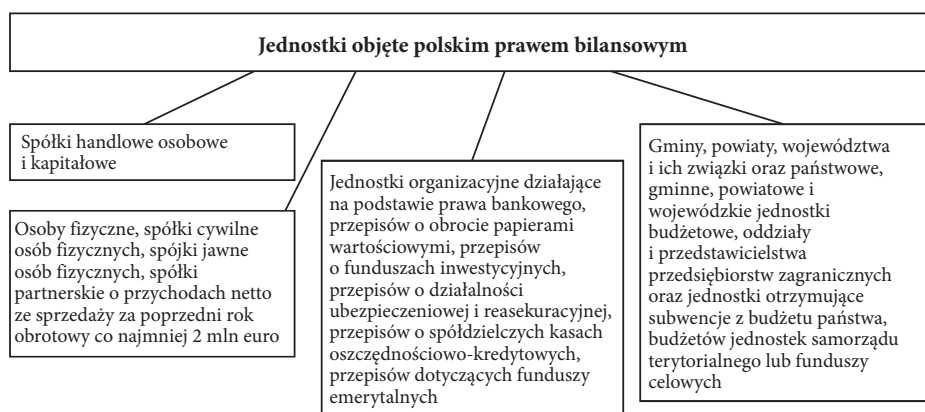 Jednostki objęte polskim prawem bilansowym
Spółki handlowe osobowe
i kapitałowe
Osoby fizyczne, spółki cywilne
osób fizycznych, spójki jawne
osób fizycznych, spółki
partnerskie o przychodach netto
ze sprzedaży za poprzedni rok
obrotowy co najmniej 2 mln euro
Jednostki organizacyjne działające
na podstawie prawa bankowego,
przepisów o obrocie papierami
wartościowymi, przepisów
o funduszach inwestycyjnych,
przepisów o działalności
ubezpieczeniowej i reasekuracyjnej,
przepisów o spółdzielczych kasach
oszczędnościowo-kredytowych,
przepisów dotyczących funduszy
emerytalnych
Gminy, powiaty, województwa
i ich związki oraz państwowe,
gminne, powiatowe i
wojewódzkie jednostki
budżetowe, oddziały
i przedstawicielstwa
przedsiębiorstw zagranicznych
oraz jednostki otrzymujące
subwencje z budżetu państwa,
budżetów jednostek samorządu
terytorialnego lub funduszy
celowych